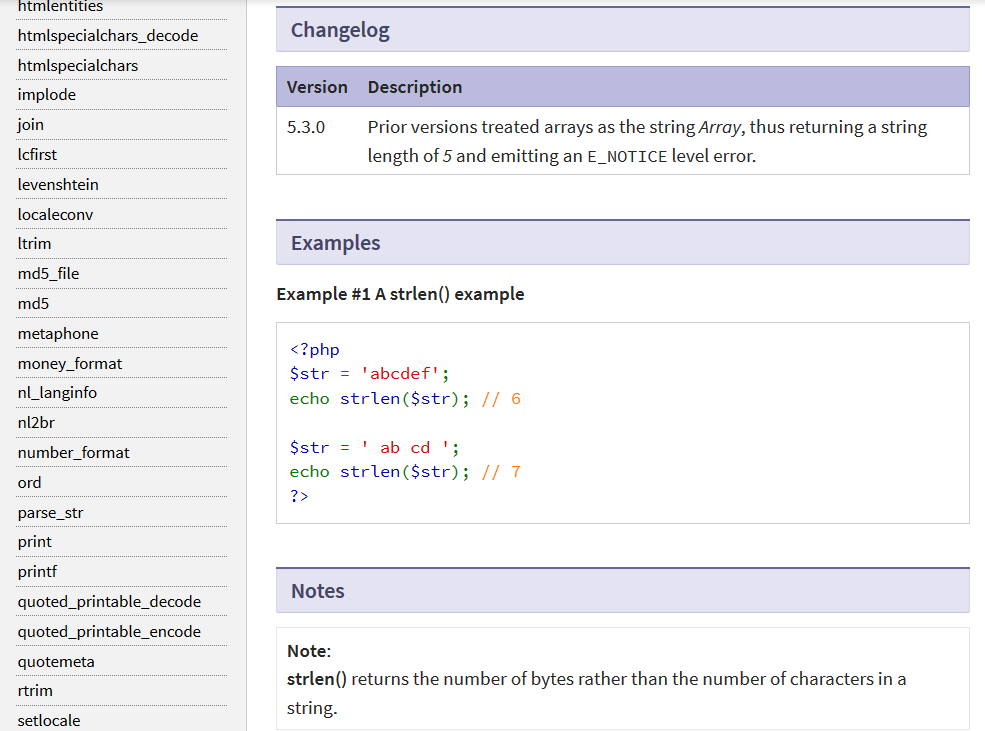 htmlentities
htmlspecialchars_decode
htmlspecialchars
implode
join
lcfirst
levenshtein
localeconv
ltrim
md5_file
md5
metaphone
money_format
nl_langinfo
nl2br
number_format
ord
parse_str
print
printf
quoted_printable_decode
quoted_printable_encode
quotemeta
rtrim
setlocale
Changelog
Version Description
5.3.0 Prior versions treated arrays as the string Array, thus returning a string
length of 5 and emitting an E_NOTICE level error.
Examples
Example #1 A strlen() example
<?php
$str = 'abcdef';
echo strlen($str); // 6
$str = ' ab cd ';
echo strlen($str); // 7
?>
Notes
Note:
strlen() returns the number of bytes rather than the number of characters in a
string.